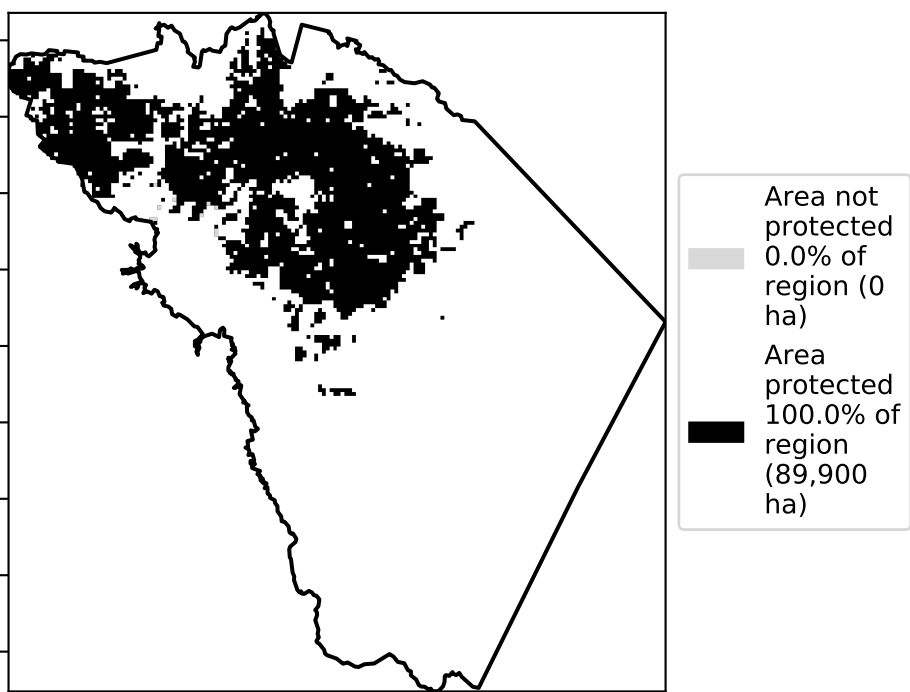 Area not
protected
0.0% of
region (0
ha)
Area
protected
100.0% of
region
(89,900
ha)